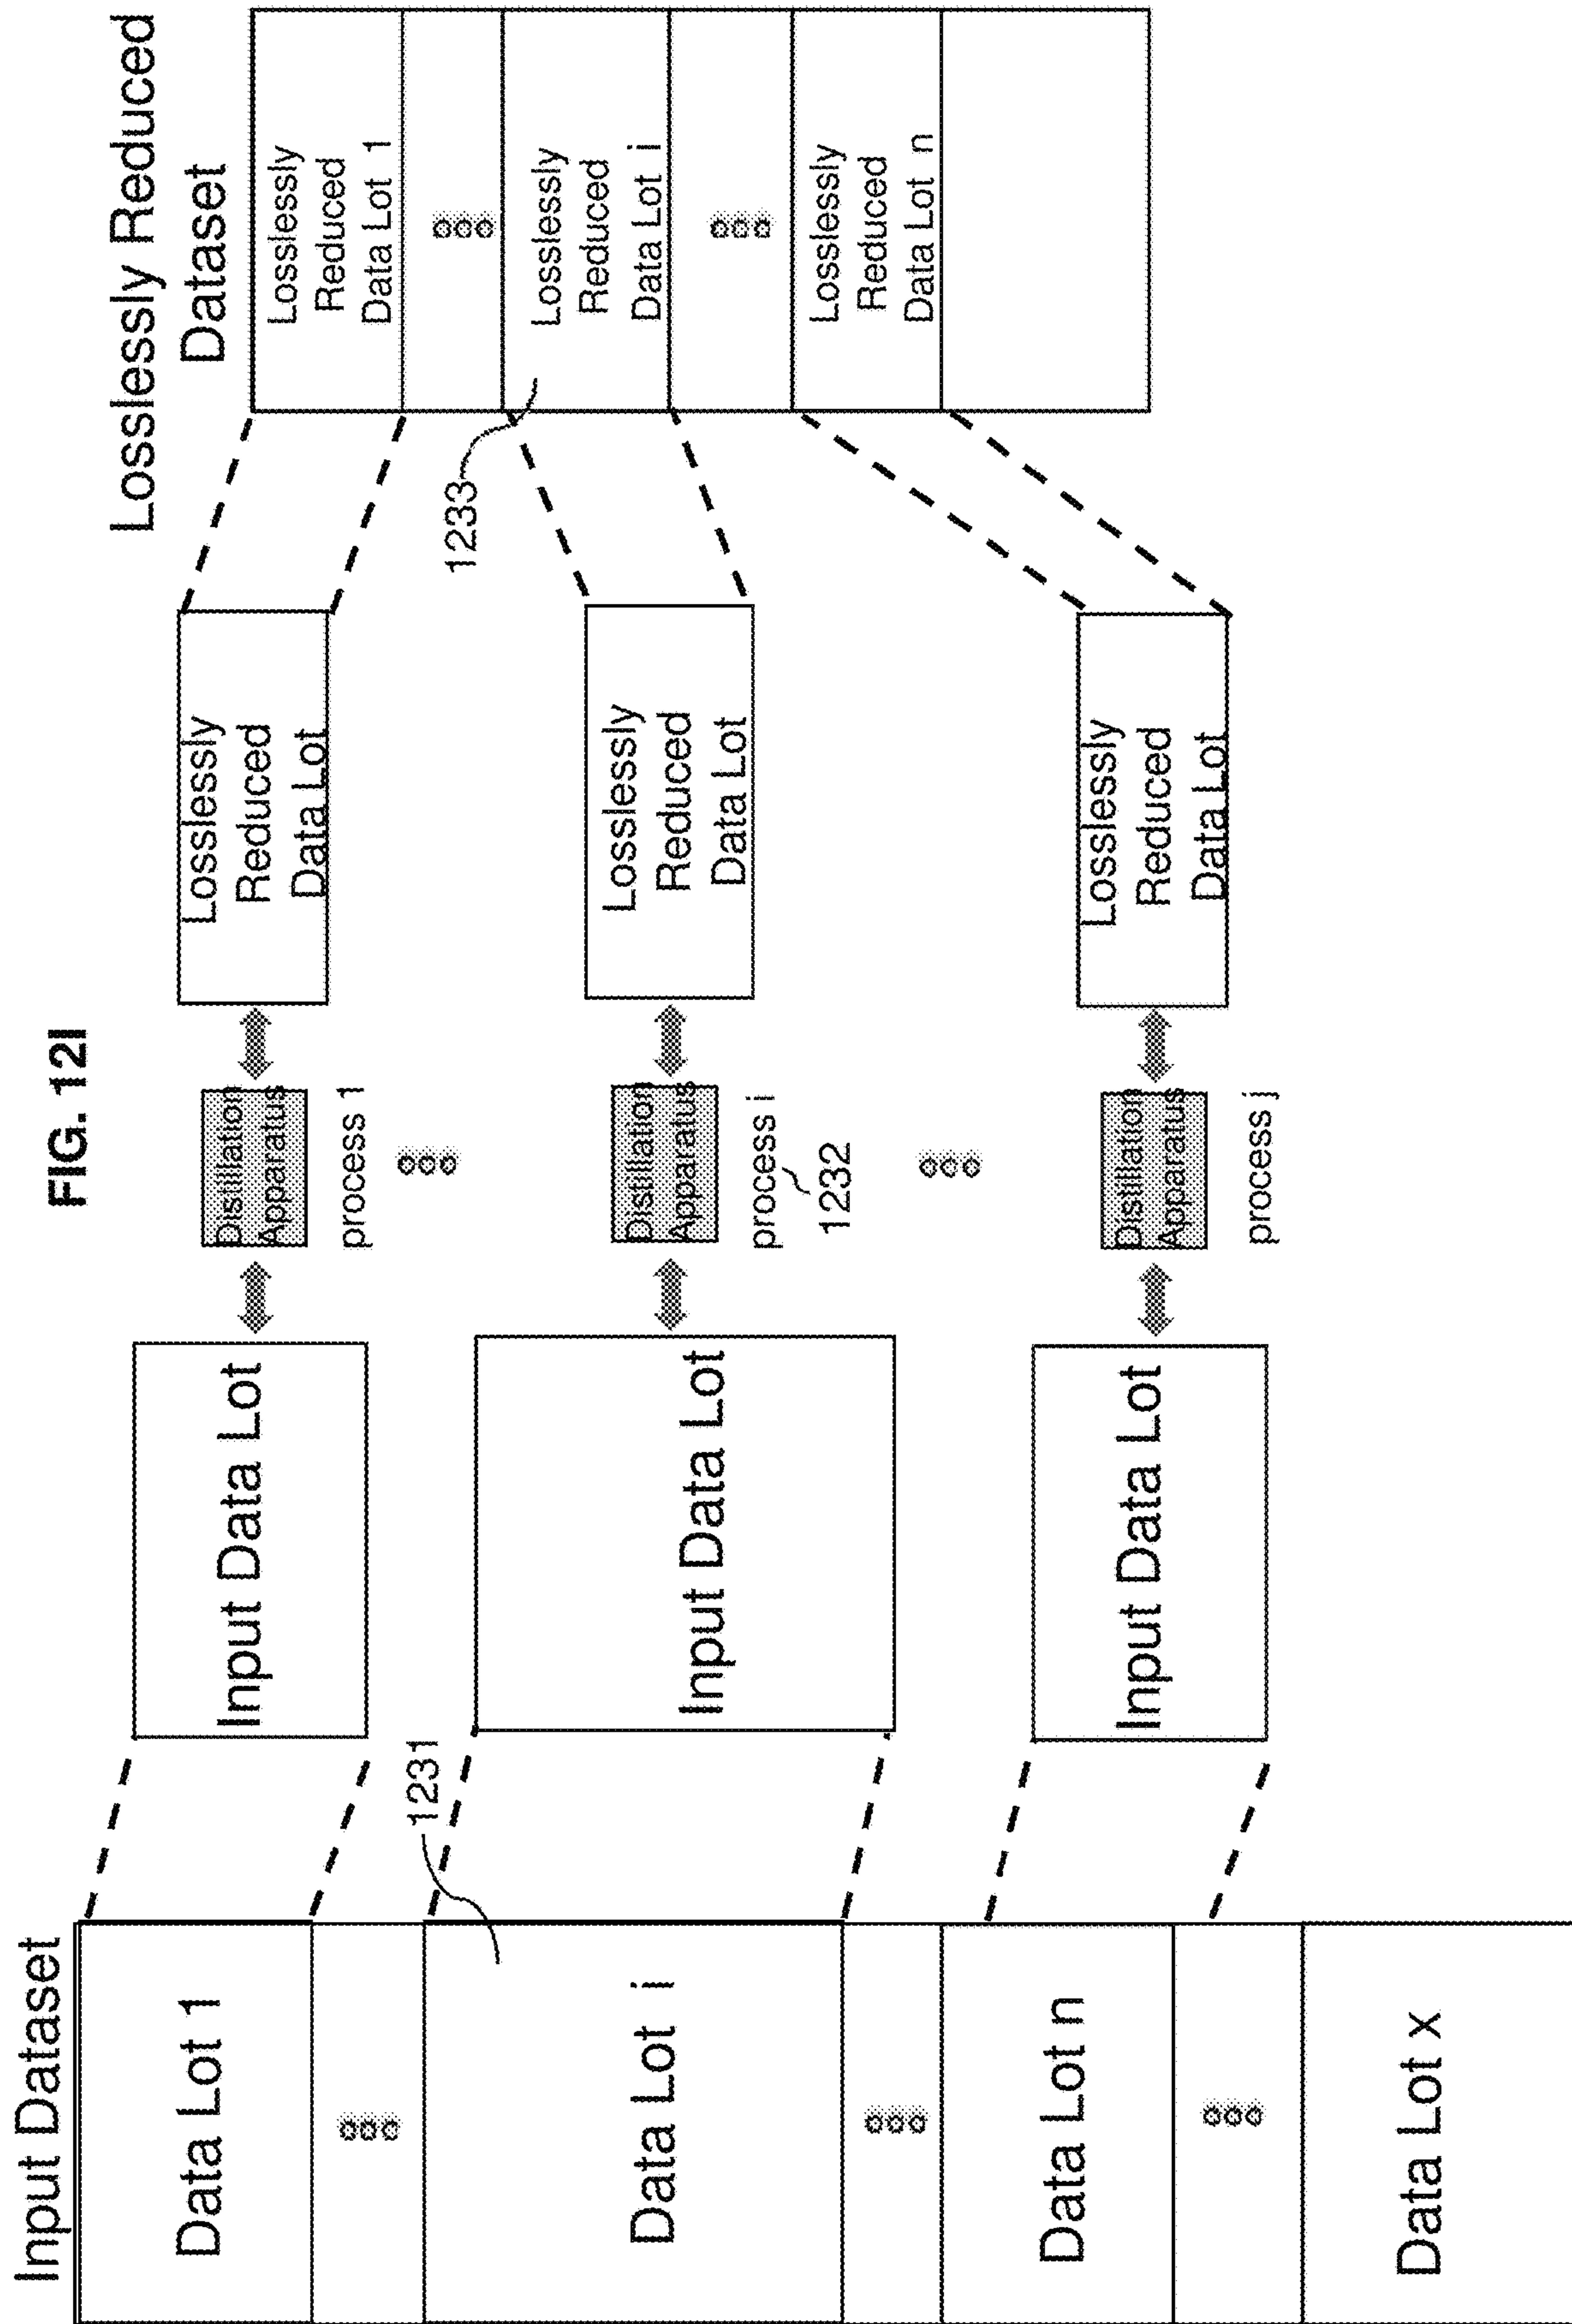 FIG. 12I
Input Dataset
Data Lot 1
Data Lot i
Data Lot n
Data Lot x
1231
Input Data Lot
Input Data Lot
Input Data Lot
Distillation
Apparatus
process 1
Distillation
Apparatus
process i
1232
Distillation
Apparatus
process j
Losslessly
Reduced
Data Lot
Losslessly
Reduced
Data Lot
Losslessly
Reduced
Data Lot
1233
Losslessly Reduced
Dataset
Losslessly
Reduced
Data Lot 1
Losslessly
Reduced
Data Lot i
Losslessly
Reduced
Data Lot n